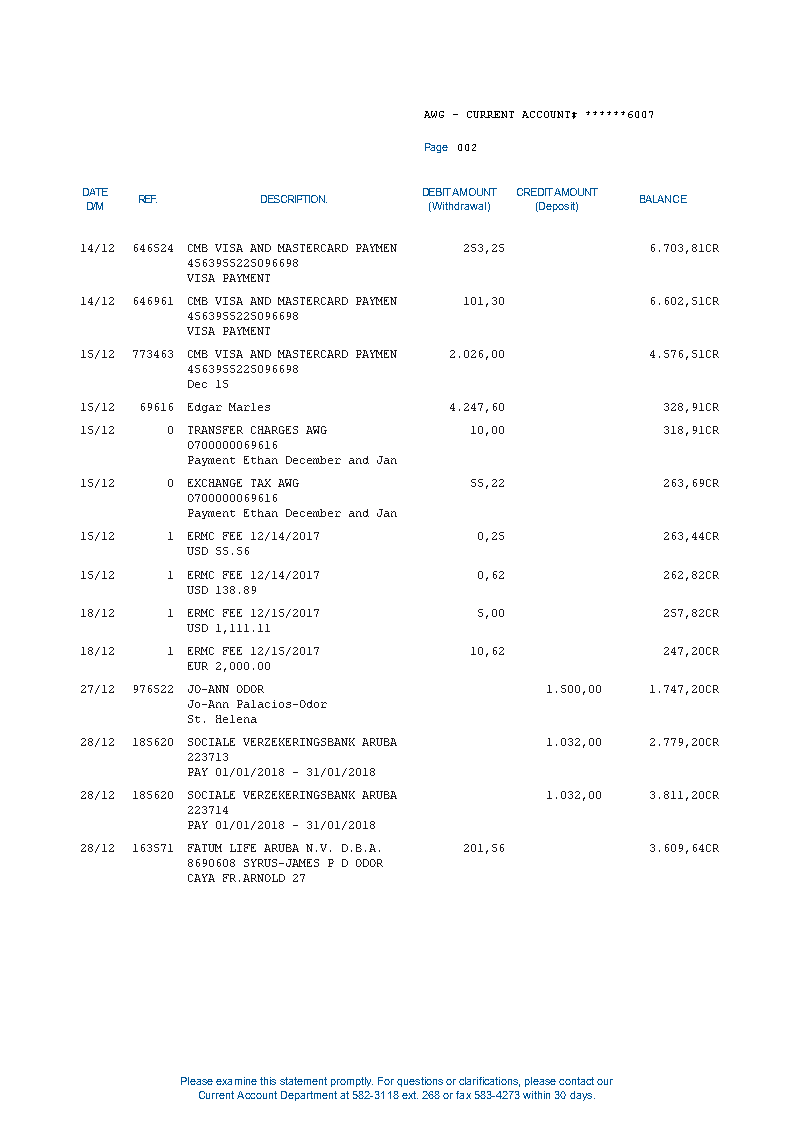 AWG - CURRENT ACCOUNT# ******6007
Page 002
DATE D/M REF. DESCRIPTION. DEBIT AMOUNT (Withdrawal) CREDIT AMOUNT (Deposit) BALANCE
14/12 646524 CMB VISA AND MASTERCARD PAYMEN 253,25 6.703,81CR
4563955225096698
VISA PAYMENT
14/12 646961 CMB VISA AND MASTERCARD PAYMEN 101,30 6.602,51CR
4563955225096698
VISA PAYMENT
15/12 773463 CMB VISA AND MASTERCARD PAYMEN 2.026,00 4.576,51CR
4563955225096698
Dec 15
15/12 69616 Edgar Marles 4.247,60 328,91CR
15/12 0 TRANSFER CHARGES AWG 10,00 318,91CR
O700000069616
Payment Ethan December and Jan
15/12 0 EXCHANGE TAX AWG 55,22 263,69CR
O700000069616
Payment Ethan December and Jan
15/12 1 ERMC FEE 12/14/2017 0,25 263,44CR
USD 55.56
15/12 1 ERMC FEE 12/14/2017 0,62 262,82CR
USD 138.89
18/12 1 ERMC FEE 12/15/2017 5,00 257,82CR
USD 1,111.11
18/12 1 ERMC FEE 12/15/2017 10,62 247,20CR
EUR 2,000.00
27/12 976522 JO-ANN ODOR 1.500,00 1.747,20CR
Jo-Ann Palacios-Odor
St. Helena
28/12 185620 SOCIALE VERZEKERINGSBANK ARUBA 1.032,00 2.779,20CR
223713
PAY 01/01/2018 - 31/01/2018
28/12 185620 SOCIALE VERZEKERINGSBANK ARUBA 1.032,00 3.811,20CR
223714
PAY 01/01/2018 - 31/01/2018
28/12 163571 FATUM LIFE ARUBA N.V. D.B.A. 201,56 3.609,64CR
8690608 SYRUS-JAMES P D ODOR
CAYA FR.ARNOLD 27
Please examine this statement promptly. For questions or clarifications, please contact our
Current Account Department at 582-3118 ext. 268 or fax 583-4273 within 30 days.